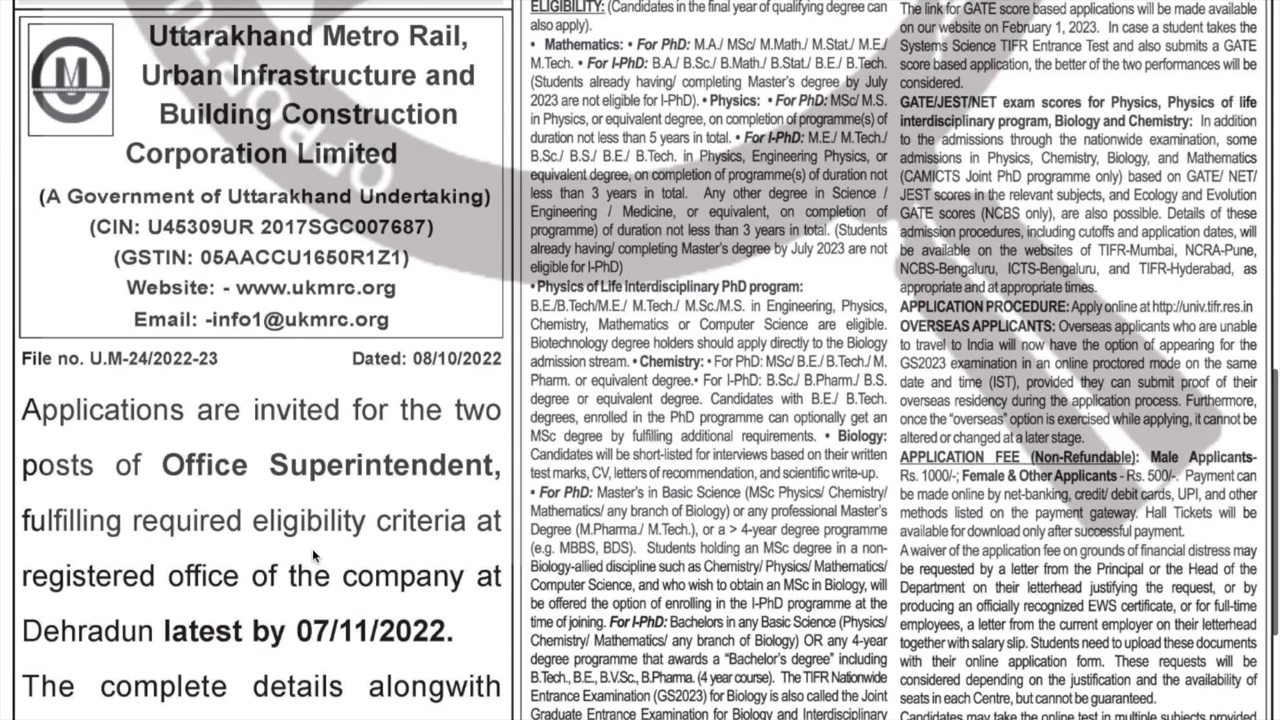 Uttarakhand Metro Rail,
Urban Infrastructure and
Building Construction
Corporation Limited
(A Government of Uttarakhand Undertaking)
(CIN: U45309UR 2017SGC007687)
(GSTIN: 05AACCU1650R1Z1)
Website: - www.ukmrc.org
Email: -info1@ukmrc.org
File no. U.M-24/2022-23 Dated: 08/10/2022
Applications are invited for the two
posts of Office Superintendent,
fulfilling required eligibility criteria at
registered office of the company at
Dehradun latest by 07/11/2022.
The complete details alongwith
ELIGIBILITY: (Candidates in the final year of qualifying degree can
also apply).
• Mathematics: • For PhD: M.A./ MSc/ M.Math./ M.Stat./ M.E./
M.Tech. • For I-PhD: B.A./ B.Sc./ B.Math./ B.Stat./ B.E./ B.Tech.
(Students already having/ completing Master's degree by July
2023 are not eligible for I-PhD). • Physics: • For PhD: MSc/ M.S.
in Physics, or equivalent degree, on completion of programme(s) of
duration not less than 5 years in total. • For I-PhD: M.E./ M.Tech./
B.Sc./ B.S./ B.E./ B.Tech. in Physics, Engineering Physics, or
equivalent degree, on completion of programme(s) of duration not
less than 3 years in total. Any other degree in Science /
Engineering / Medicine, or equivalent, on completion of
programme) of duration not less than 3 years in total. (Students
already having/ completing Master's degree by July 2023 are not
eligible for I-PhD)
• Physics of Life Interdisciplinary PhD program:
B.E./B.Tech/M.E./ M.Tech./ M.Sc./M.S. in Engineering, Physics,
Chemistry, Mathematics or Computer Science are eligible.
Biotechnology degree holders should apply directly to the Biology
admission stream. • Chemistry: • For PhD: MSc/ B.E./ B.Tech./ M.
Pharm. or equivalent degree.• For I-PhD: B.Sc./ B.Pharm./ B.S.
degree or equivalent degree. Candidates with B.E./ B.Tech.
degrees, enrolled in the PhD programme can optionally get an
MSc degree by fulfilling additional requirements. • Biology:
Candidates will be short-listed for interviews based on their written
test marks, CV, letters of recommendation, and scientific write-up.
• For PhD: Master's in Basic Science (MSc Physics/ Chemistry/
Mathematics/ any branch of Biology) or any professional Master's
Degree (M.Pharma./ M.Tech.), or a > 4-year degree programme
(e.g. MBBS, BDS). Students holding an MSc degree in a non-
Biology-allied discipline such as Chemistry/ Physics/ Mathematics/
Computer Science, and who wish to obtain an MSc in Biology, will
be offered the option of enrolling in the I-PhD programme at the
time of joining. For I-PhD: Bachelors in any Basic Science (Physics/
Chemistry/ Mathematics/ any branch of Biology) OR any 4-year
degree programme that awards a “Bachelor's degree” including
B.Tech., B.E., B.V.Sc., B.Pharma. (4 year course). The TIFR Nationwide
Entrance Examination (GS2023) for Biology is also called the Joint
Graduate Entrance Examination for Biology and Interdisciplinary
The link for GATE score based applications will be made available
on our website on February 1, 2023. In case a student takes the
Systems Science TIFR Entrance Test and also submits a GATE
score based application, the better of the two performances will be
considered.
GATE/JEST/NET exam scores for Physics, Physics of life
interdisciplinary program, Biology and Chemistry: In addition
to the admissions through the nationwide examination, some
admissions in Physics, Chemistry, Biology, and Mathematics
(CAMICTS Joint PhD programme only) based on GATE/ NET/
JEST scores in the relevant subjects, and Ecology and Evolution
GATE scores (NCBS only), are also possible. Details of these
admission procedures, including cutoffs and application dates, will
be available on the websites of TIFR-Mumbai, NCRA-Pune,
NCBS-Bengaluru, ICTS-Bengaluru, and TIFR-Hyderabad, as
appropriate and at appropriate times.
APPLICATION PROCEDURE: Apply online at http://univ.tifr.res.in
OVERSEAS APPLICANTS: Overseas applicants who are unable
to travel to India will now have the option of appearing for the
GS2023 examination in an online proctored mode on the same
date and time (IST), provided they can submit proof of their
overseas residency during the application process. Furthermore,
once the “overseas” option is exercised while applying, it cannot be
altered or changed at a later stage.
APPLICATION FEE (Non-Refundable): Male Applicants-
Rs. 1000/-; Female & Other Applicants - Rs. 500/-. Payment can
be made online by net-banking, credit/ debit cards, UPI, and other
methods listed on the payment gateway. Hall Tickets will be
available for download only after successful payment.
A waiver of the application fee on grounds of financial distress may
be requested by a letter from the Principal or the Head of the
Department on their letterhead justifying the request, or by
producing an officially recognized EWS certificate, or for full-time
employees, a letter from the current employer on their letterhead
together with salary slip. Students need to upload these documents
with their online application form. These requests will be
considered depending on the justification and the availability of
seats in each Centre, but cannot be guaranteed.
Candidates may take the online test in multiple subjects provided